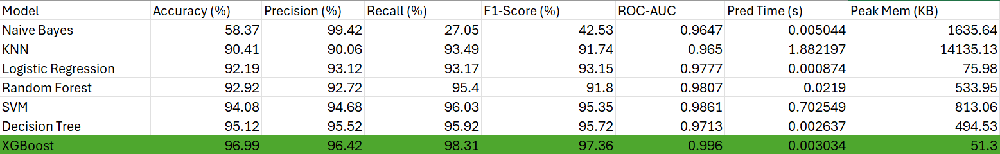 Model Accuracy (%) Precision (%) Recall (%) F1-Score (%) ROC-AUC Pred Time (s) Peak Mem (KB)
Naive Bayes 58.37 99.42 27.05 42.53 0.9647 0.005044 1635.64
KNN 90.41 90.06 93.49 91.74 0.965 1.882197 14135.13
Logistic Regression 92.19 93.12 93.17 93.15 0.9777 0.000874 75.98
Random Forest 92.92 92.72 95.4 91.8 0.9807 0.0219 533.95
SVM 94.08 94.68 96.03 95.35 0.9861 0.702549 813.06
Decision Tree 95.12 95.52 95.92 95.72 0.9713 0.002637 494.53
XGBoost 96.99 96.42 98.31 97.36 0.996 0.003034 51.3